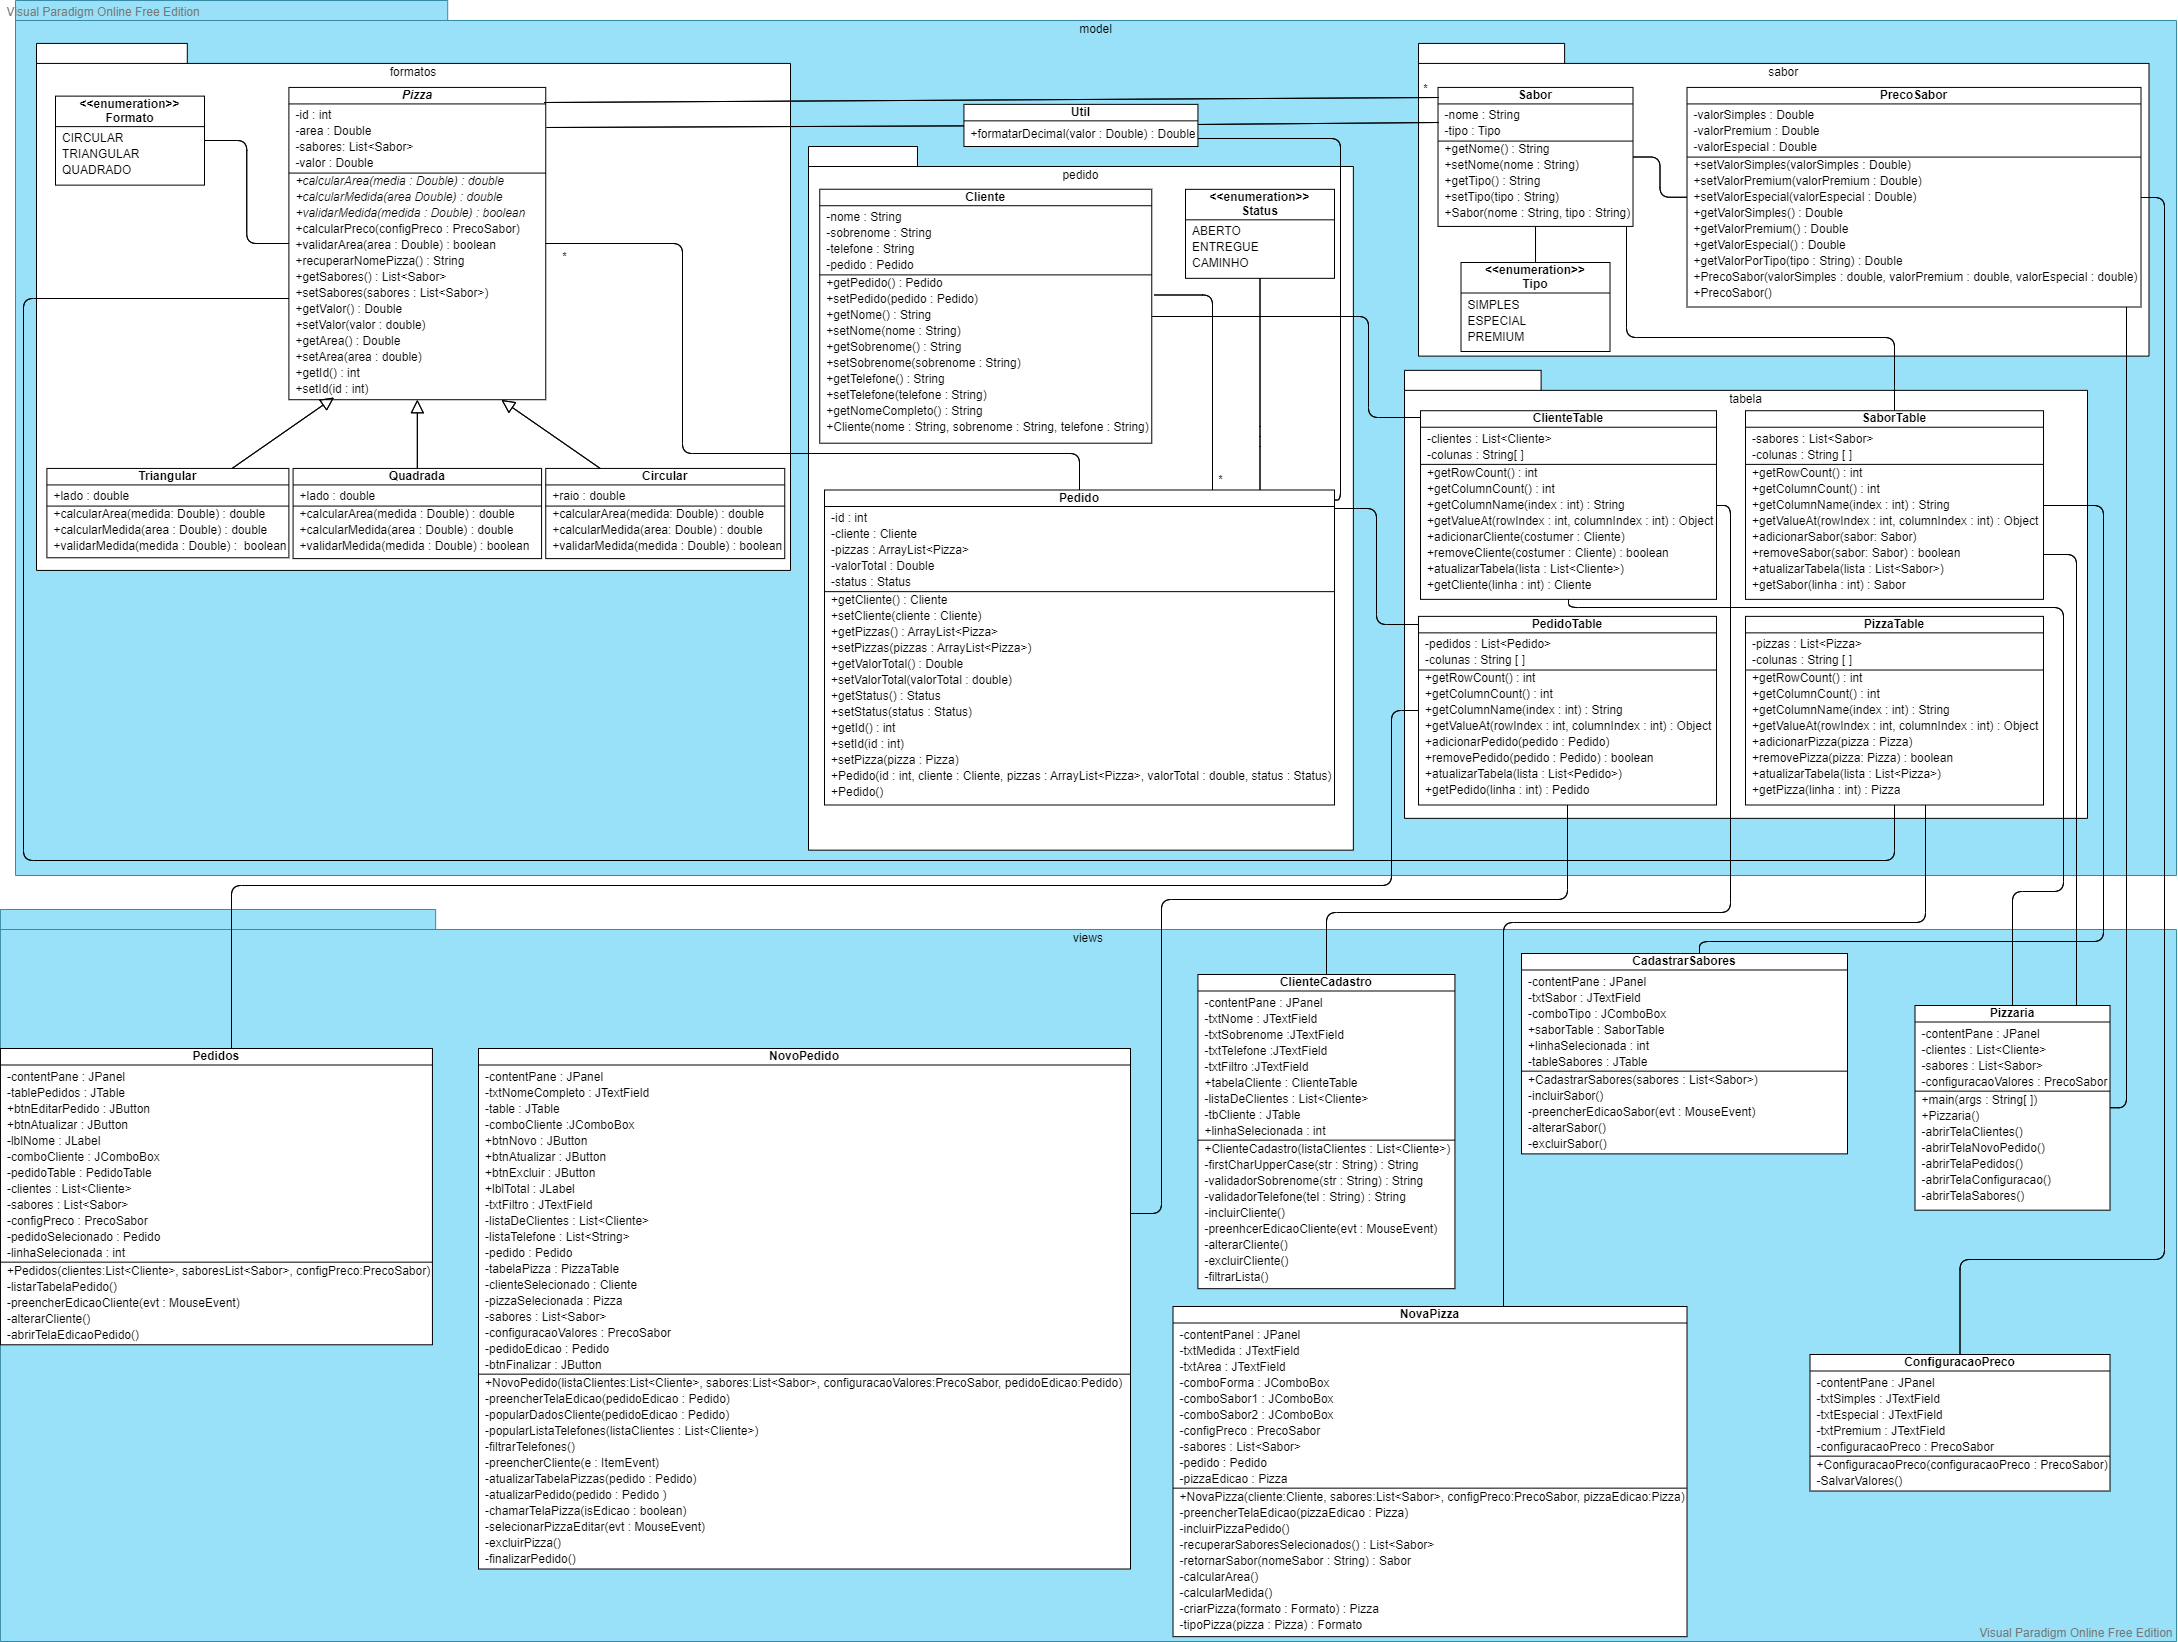 Visual Paradigm Online Free Edition
model
formatos
<<enumeration>>
Formato
CIRCULAR
TRIANGULAR
QUADRADO
Pizza
-id : int
-area : Double
-sabores: List<Sabor>
-valor : Double
+calcularArea(media : Double) : double
+calcularMedida(area Double) : double
+validarMedida(medida : Double) : boolean
+calcularPreco(configPreco : PrecoSabor)
+validarArea(area : Double) : boolean
+recuperarNomePizza() : String
+getSabores() : List<Sabor>
+setSabores(sabores : List<Sabor>)
+getValor() : Double
+setValor(valor : double)
+getArea() : Double
+setArea(area : double)
+getId() : int
+setId(id : int)
*
Triangular
+lado : double
+calcularArea(medida: Double) : double
+calcularMedida(area : Double) : double
+validarMedida(medida : Double) :  boolean
Quadrada
+lado : double
+calcularArea(medida : Double) : double
+calcularMedida(area : Double) : double
+validarMedida(medida : Double) : boolean
Circular
+raio : double
+calcularArea(medida: Double) : double
+calcularMedida(area: Double) : double
+validarMedida(medida : Double) : boolean
Util
+formatarDecimal(valor : Double) : Double
pedido
Cliente
-nome : String
-sobrenome : String
-telefone : String
-pedido : Pedido
+getPedido() : Pedido
+setPedido(pedido : Pedido)
+getNome() : String
+setNome(nome : String)
+getSobrenome() : String
+setSobrenome(sobrenome : String)
+getTelefone() : String
+setTelefone(telefone : String)
+getNomeCompleto() : String
+Cliente(nome : String, sobrenome : String, telefone : String)
<<enumeration>>
Status
ABERTO
ENTREGUE
CAMINHO
*
Pedido
-id : int
-cliente : Cliente
-pizzas : ArrayList<Pizza>
-valorTotal : Double
-status : Status
+getCliente() : Cliente
+setCliente(cliente : Cliente)
+getPizzas() : ArrayList<Pizza>
+setPizzas(pizzas : ArrayList<Pizza>)
+getValorTotal() : Double
+setValorTotal(valorTotal : double)
+getStatus() : Status
+setStatus(status : Status)
+getId() : int
+setId(id : int)
+setPizza(pizza : Pizza)
+Pedido(id : int, cliente : Cliente, pizzas : ArrayList<Pizza>, valorTotal : double, status : Status)
+Pedido()
sabor
*
Sabor
-nome : String
-tipo : Tipo
+getNome() : String
+setNome(nome : String)
+getTipo() : String
+setTipo(tipo : String)
+Sabor(nome : String, tipo : String)
<<enumeration>>
Tipo
SIMPLES
ESPECIAL
PREMIUM
PrecoSabor
-valorSimples : Double
-valorPremium : Double
-valorEspecial : Double
+setValorSimples(valorSimples : Double)
+setValorPremium(valorPremium : Double)
+setValorEspecial(valorEspecial : Double)
+getValorSimples() : Double
+getValorPremium() : Double
+getValorEspecial() : Double
+getValorPorTipo(tipo : String) : Double
+PrecoSabor(valorSimples : double, valorPremium : double, valorEspecial : double)
+PrecoSabor()
tabela
ClienteTable
-clientes : List<Cliente>
-colunas : String[ ]
+getRowCount() : int
+getColumnCount() : int
+getColumnName(index : int) : String
+getValueAt(rowIndex : int, columnIndex : int) : Object
+adicionarCliente(costumer : Cliente)
+removeCliente(costumer : Cliente) : boolean
+atualizarTabela(lista : List<Cliente>)
+getCliente(linha : int) : Cliente
SaborTable
-sabores : List<Sabor>
-colunas : String [ ]
+getRowCount() : int
+getColumnCount() : int
+getColumnName(index : int) : String
+getValueAt(rowIndex : int, columnIndex : int) : Object
+adicionarSabor(sabor: Sabor)
+removeSabor(sabor: Sabor) : boolean
+atualizarTabela(lista : List<Sabor>)
+getSabor(linha : int) : Sabor
PedidoTable
-pedidos : List<Pedido>
-colunas : String [ ]
+getRowCount() : int
+getColumnCount() : int
+getColumnName(index : int) : String
+getValueAt(rowIndex : int, columnIndex : int) : Object
+adicionarPedido(pedido : Pedido)
+removePedido(pedido : Pedido) : boolean
+atualizarTabela(lista : List<Pedido>)
+getPedido(linha : int) : Pedido
PizzaTable
-pizzas : List<Pizza>
-colunas : String [ ]
+getRowCount() : int
+getColumnCount() : int
+getColumnName(index : int) : String
+getValueAt(rowIndex : int, columnIndex : int) : Object
+adicionarPizza(pizza : Pizza)
+removePizza(pizza: Pizza) : boolean
+atualizarTabela(lista : List<Pizza>)
+getPizza(linha : int) : Pizza
views
Pedidos
-contentPane : JPanel
-tablePedidos : JTable
+btnEditarPedido : JButton
+btnAtualizar : JButton
-lblNome : JLabel
-comboCliente : JComboBox
-pedidoTable : PedidoTable
-clientes : List<Cliente>
-sabores : List<Sabor>
-configPreco : PrecoSabor
-pedidoSelecionado : Pedido
-linhaSelecionada : int
+Pedidos(clientes:List<Cliente>, saboresList<Sabor>, configPreco:PrecoSabor)
-listarTabelaPedido()
-preencherEdicaoCliente(evt : MouseEvent)
-alterarCliente()
-abrirTelaEdicaoPedido()
NovoPedido
-contentPane : JPanel
-txtNomeCompleto : JTextField
-table : JTable
-comboCliente :JComboBox
+btnNovo : JButton
+btnAtualizar : JButton
+btnExcluir : JButton
+lblTotal : JLabel
-txtFiltro : JTextField
-listaDeClientes : List<Cliente>
-listaTelefone : List<String>
-pedido : Pedido
-tabelaPizza : PizzaTable
-clienteSelecionado : Cliente
-pizzaSelecionada : Pizza
-sabores : List<Sabor>
-configuracaoValores : PrecoSabor
-pedidoEdicao : Pedido
-btnFinalizar : JButton
+NovoPedido(listaClientes:List<Cliente>, sabores:List<Sabor>, configuracaoValores:PrecoSabor, pedidoEdicao:Pedido)
-preencherTelaEdicao(pedidoEdicao : Pedido)
-popularDadosCliente(pedidoEdicao : Pedido)
-popularListaTelefones(listaClientes : List<Cliente>)
-filtrarTelefones()
-preencherCliente(e : ItemEvent)
-atualizarTabelaPizzas(pedido : Pedido)
-atualizarPedido(pedido : Pedido )
-chamarTelaPizza(isEdicao : boolean)
-selecionarPizzaEditar(evt : MouseEvent)
-excluirPizza()
-finalizarPedido()
ClienteCadastro
-contentPane : JPanel
-txtNome : JTextField
-txtSobrenome :JTextField
-txtTelefone :JTextField
-txtFiltro :JTextField
+tabelaCliente : ClienteTable
-listaDeClientes : List<Cliente>
-tbCliente : JTable
+linhaSelecionada : int
+ClienteCadastro(listaClientes : List<Cliente>)
-firstCharUpperCase(str : String) : String
-validadorSobrenome(str : String) : String
-validadorTelefone(tel : String) : String
-incluirCliente()
-preenhcerEdicaoCliente(evt : MouseEvent)
-alterarCliente()
-excluirCliente()
-filtrarLista()
CadastrarSabores
-contentPane : JPanel
-txtSabor : JTextField
-comboTipo : JComboBox
+saborTable : SaborTable
+linhaSelecionada : int
-tableSabores : JTable
+CadastrarSabores(sabores : List<Sabor>)
-incluirSabor()
-preencherEdicaoSabor(evt : MouseEvent)
-alterarSabor()
-excluirSabor()
Pizzaria
-contentPane : JPanel
-clientes : List<Cliente>
-sabores : List<Sabor>
-configuracaoValores : PrecoSabor
+main(args : String[ ])
+Pizzaria()
-abrirTelaClientes()
-abrirTelaNovoPedido()
-abrirTelaPedidos()
-abrirTelaConfiguracao()
-abrirTelaSabores()
NovaPizza
-contentPanel : JPanel
-txtMedida : JTextField
-txtArea : JTextField
-comboForma : JComboBox
-comboSabor1 : JComboBox
-comboSabor2 : JComboBox
-configPreco : PrecoSabor
-sabores : List<Sabor>
-pedido : Pedido
-pizzaEdicao : Pizza
+NovaPizza(cliente:Cliente, sabores:List<Sabor>, configPreco:PrecoSabor, pizzaEdicao:Pizza)
-preencherTelaEdicao(pizzaEdicao : Pizza)
-incluirPizzaPedido()
-recuperarSaboresSelecionados() : List<Sabor>
-retornarSabor(nomeSabor : String) : Sabor
-calcularArea()
-calcularMedida()
-criarPizza(formato : Formato) : Pizza
-tipoPizza(pizza : Pizza) : Formato
ConfiguracaoPreco
-contentPane : JPanel
-txtSimples : JTextField
-txtEspecial : JTextField
-txtPremium : JTextField
-configuracaoPreco : PrecoSabor
+ConfiguracaoPreco(configuracaoPreco : PrecoSabor)
-SalvarValores()
Visual Paradigm Online Free Edition